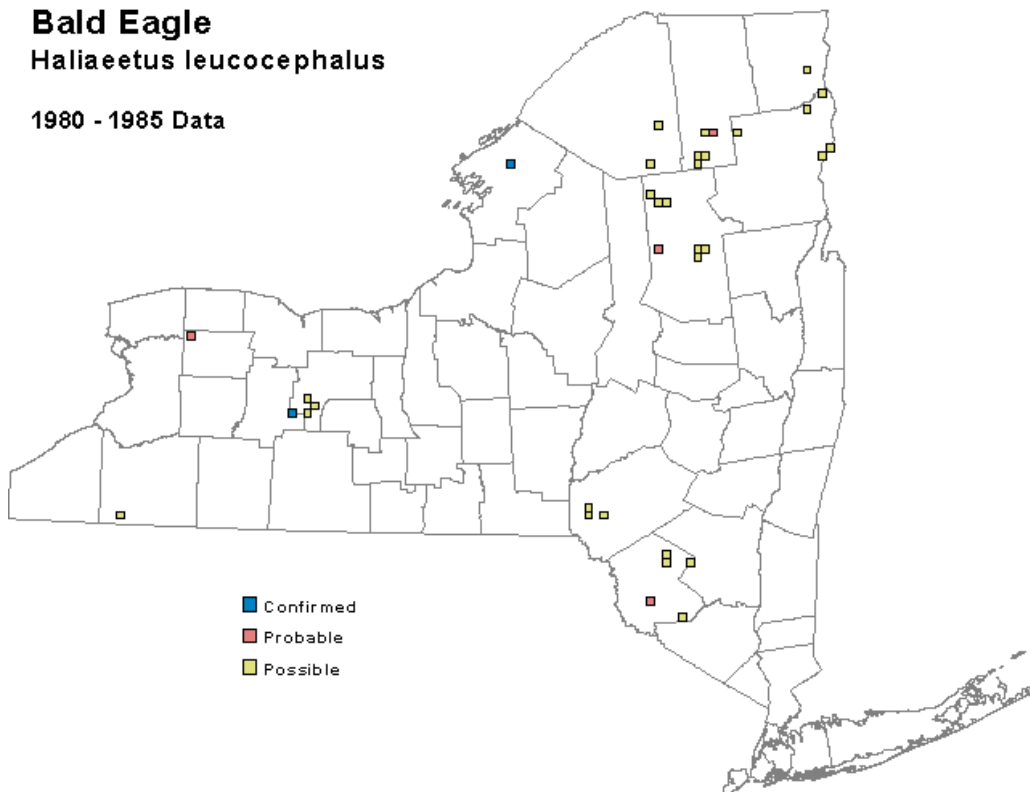 Bald Eagle
Haliaeetus leucocephalus
1980 - 1985 Data
Confirmed
Probable
Possible